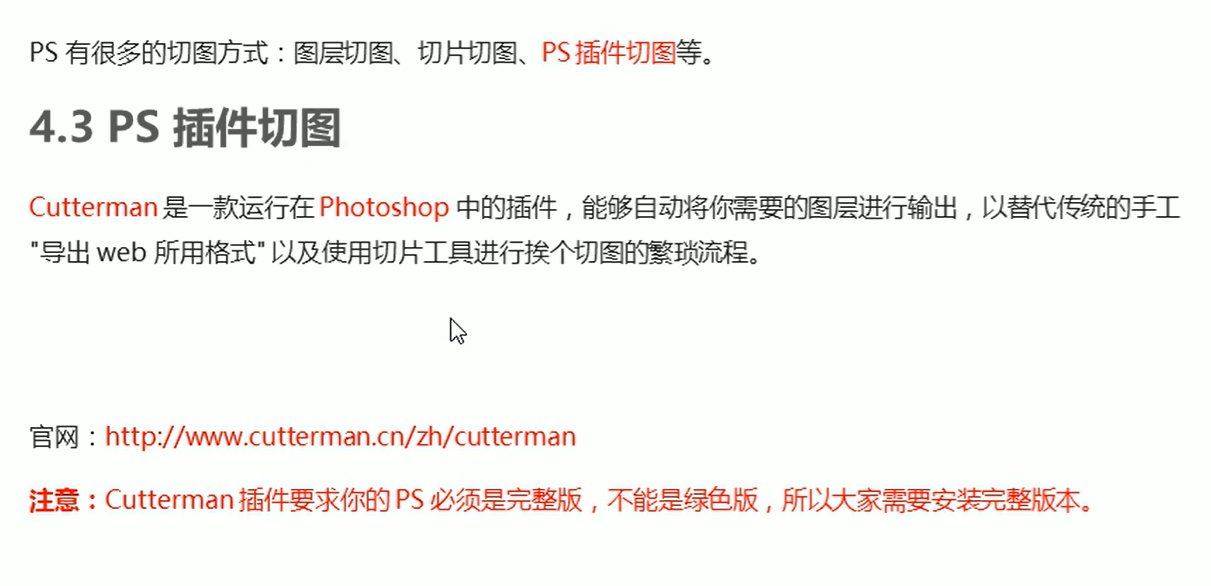 PS 有很多的切图方式：图层切图、切片切图、PS 插件切图等。
4.3 PS 插件切图
Cutterman 是一款运行在 Photoshop 中的插件，能够自动将你需要的图层进行输出，以替代传统的手工
"导出 web 所用格式" 以及使用切片工具进行挨个切图的繁琐流程。
官网：http://www.cutterman.cn/zh/cutterman
注意：Cutterman 插件要求你的 PS 必须是完整版，不能是绿色版，所以大家需要安装完整版本。